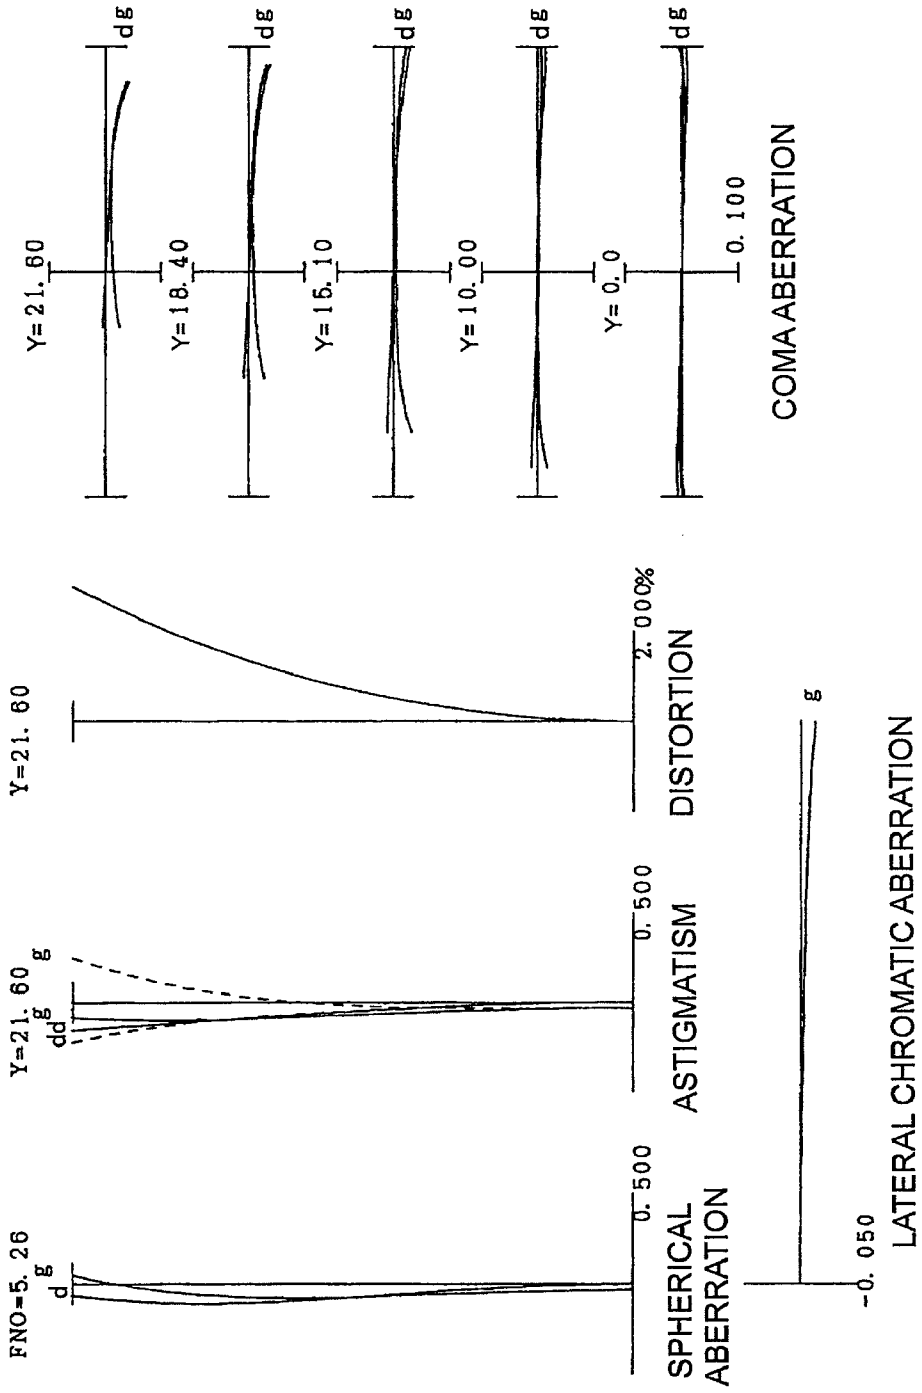 FNO=5. 26
d g
0. 500
SPHERICAL
ABERRATION
Y=21. 60
dd g g
0. 500
ASTIGMATISM
Y=21. 60
2. 000%
DISTORTION
Y=21. 60
dg
Y=18. 40
dg
Y=15. 10
dg
Y=10. 00
dg
Y= 0. 0
dg
0. 100
COMA ABERRATION
g
-0. 050
LATERAL CHROMATIC ABERRATION